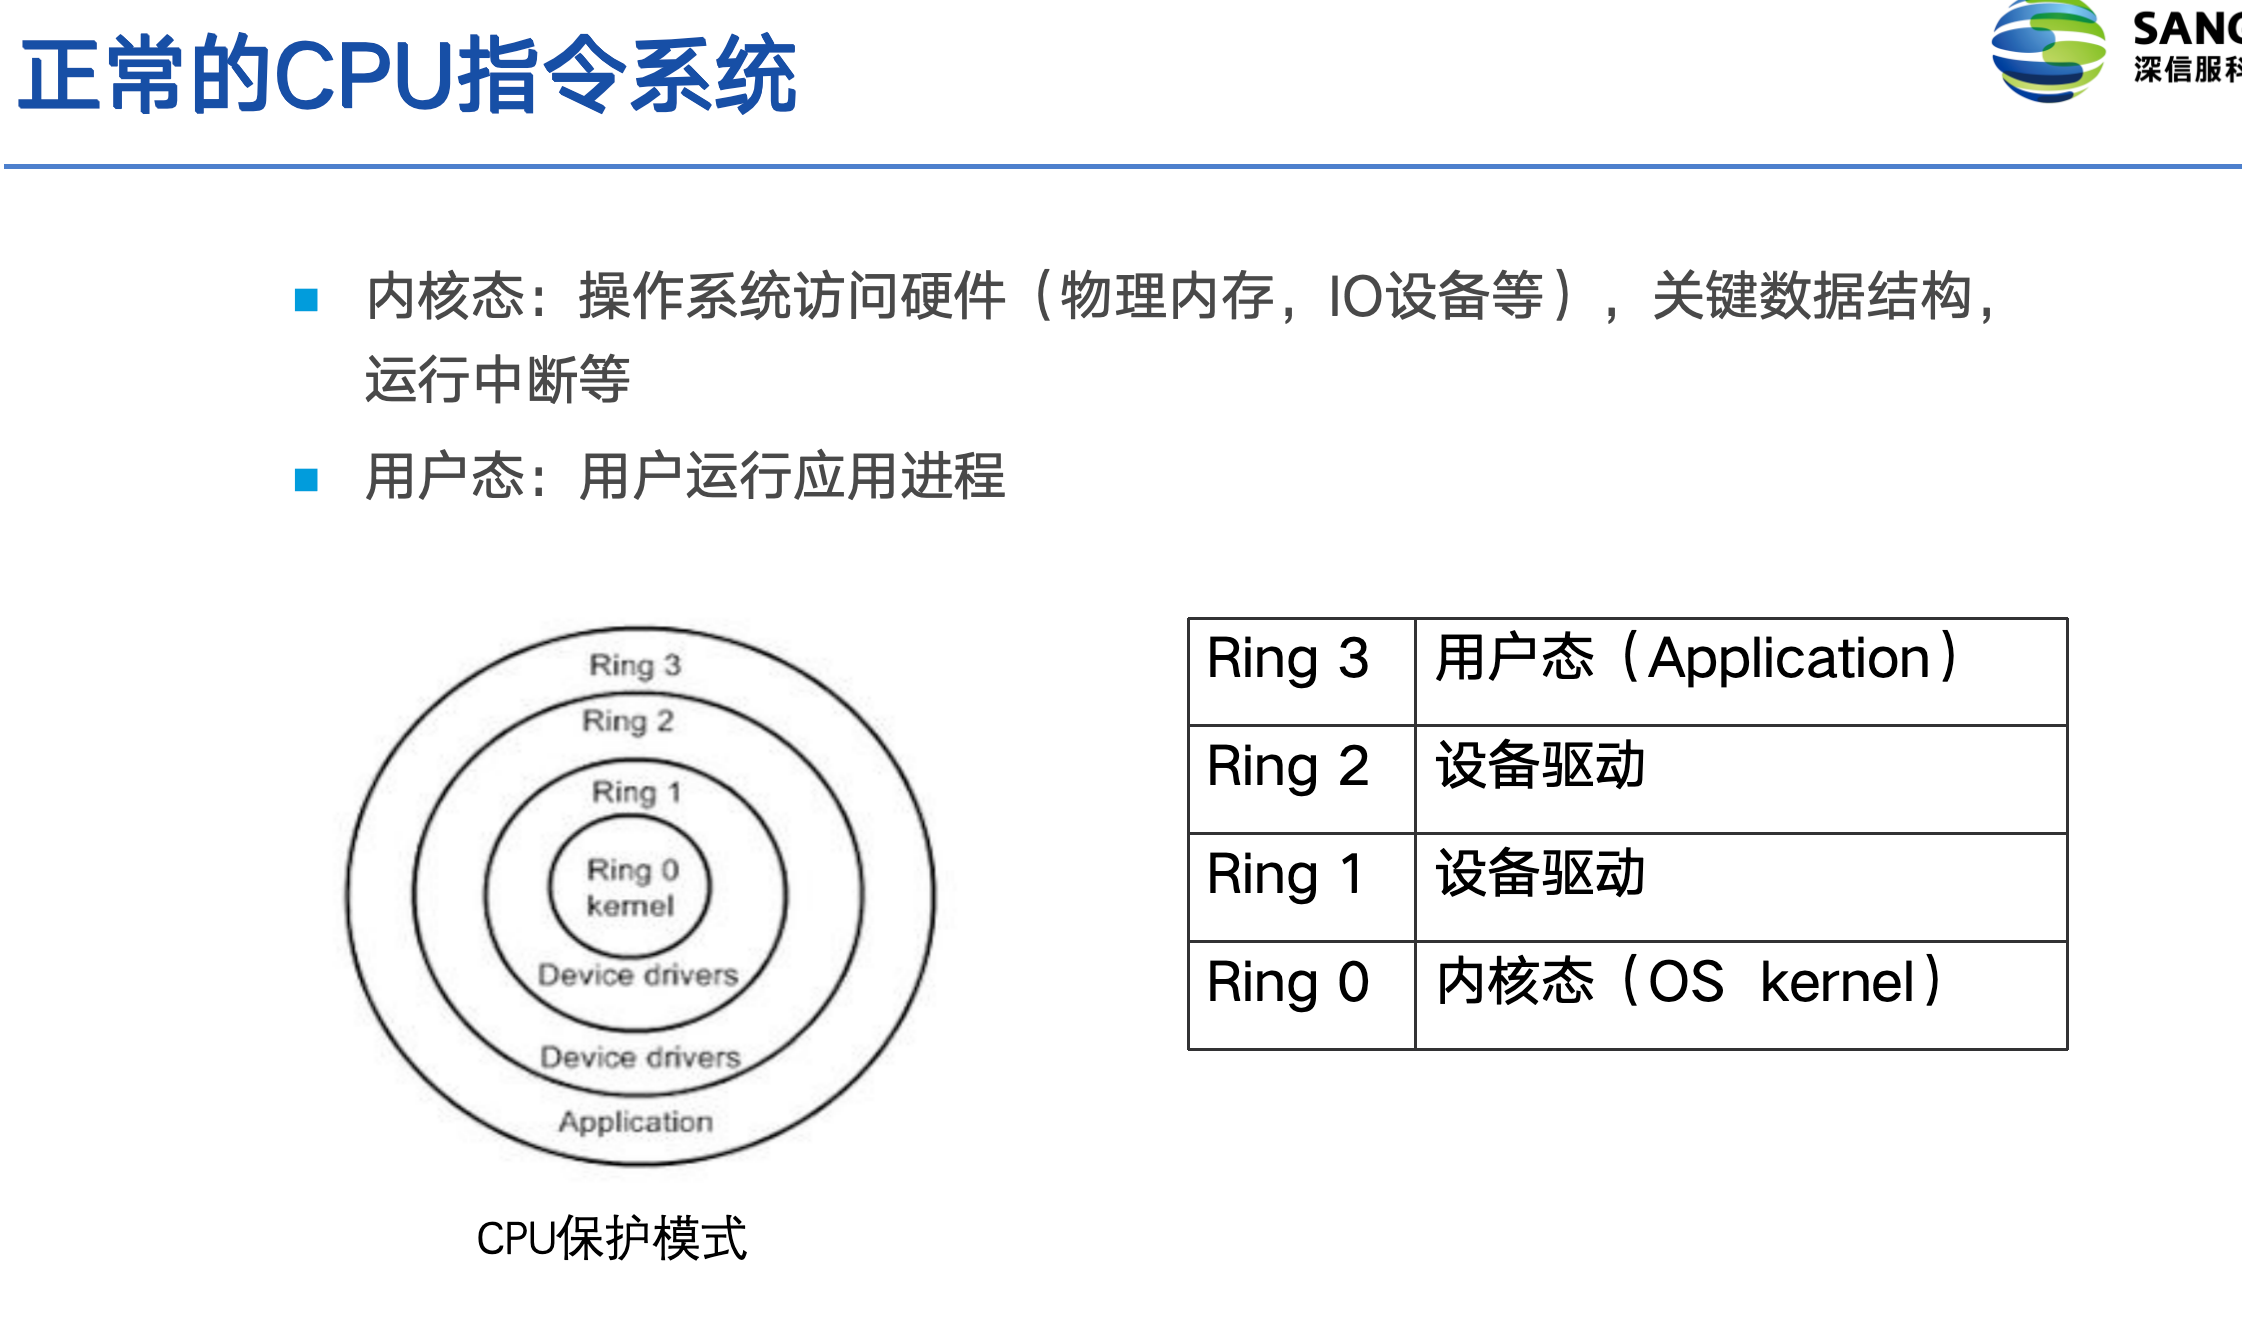 正常的CPU指令系统
深信服科
内核态：操作系统访问硬件（物理内存，IO设备等），关键数据结构，
运行中断等
用户态：用户运行应用进程
Ring 3
Ring 2
Ring 1
Ring 0
kernel
Device drivers
Device drivers
Application
CPU保护模式
Ring 3 用户态（Application）
Ring 2 设备驱动
Ring 1 设备驱动
Ring 0 内核态（OS kernel）